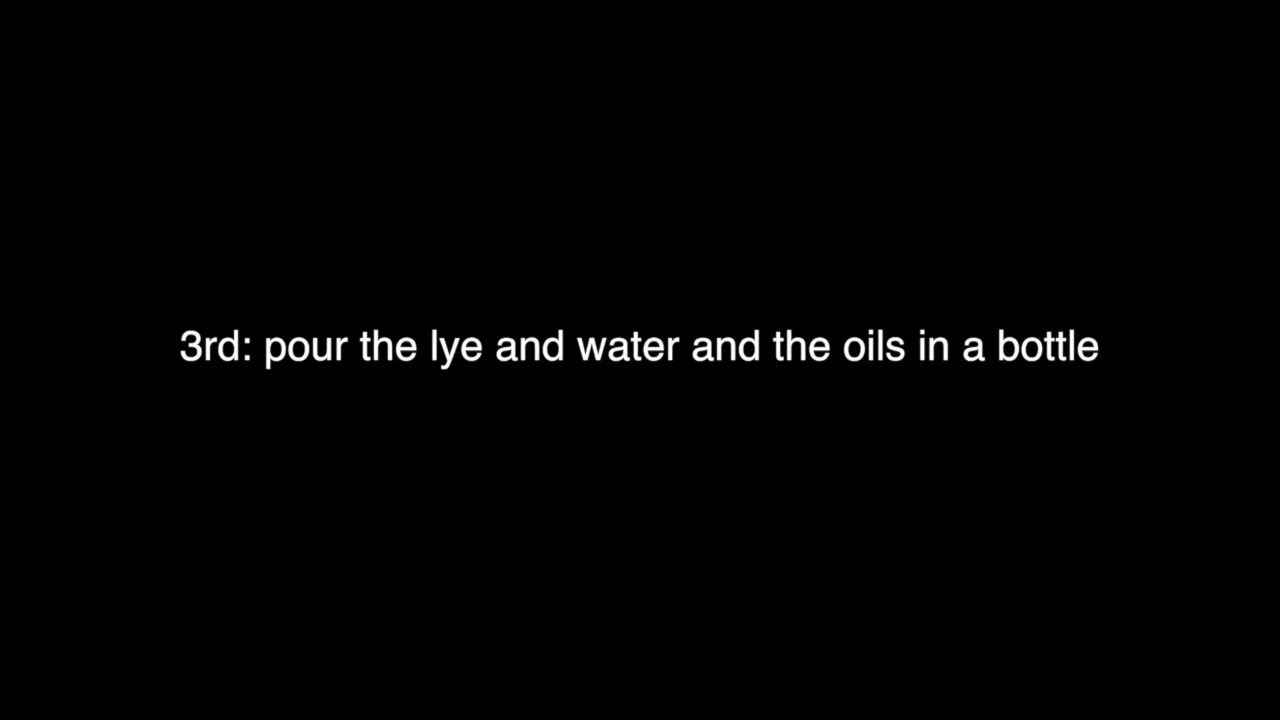 3rd: pour the lye and water and the oils in a bottle